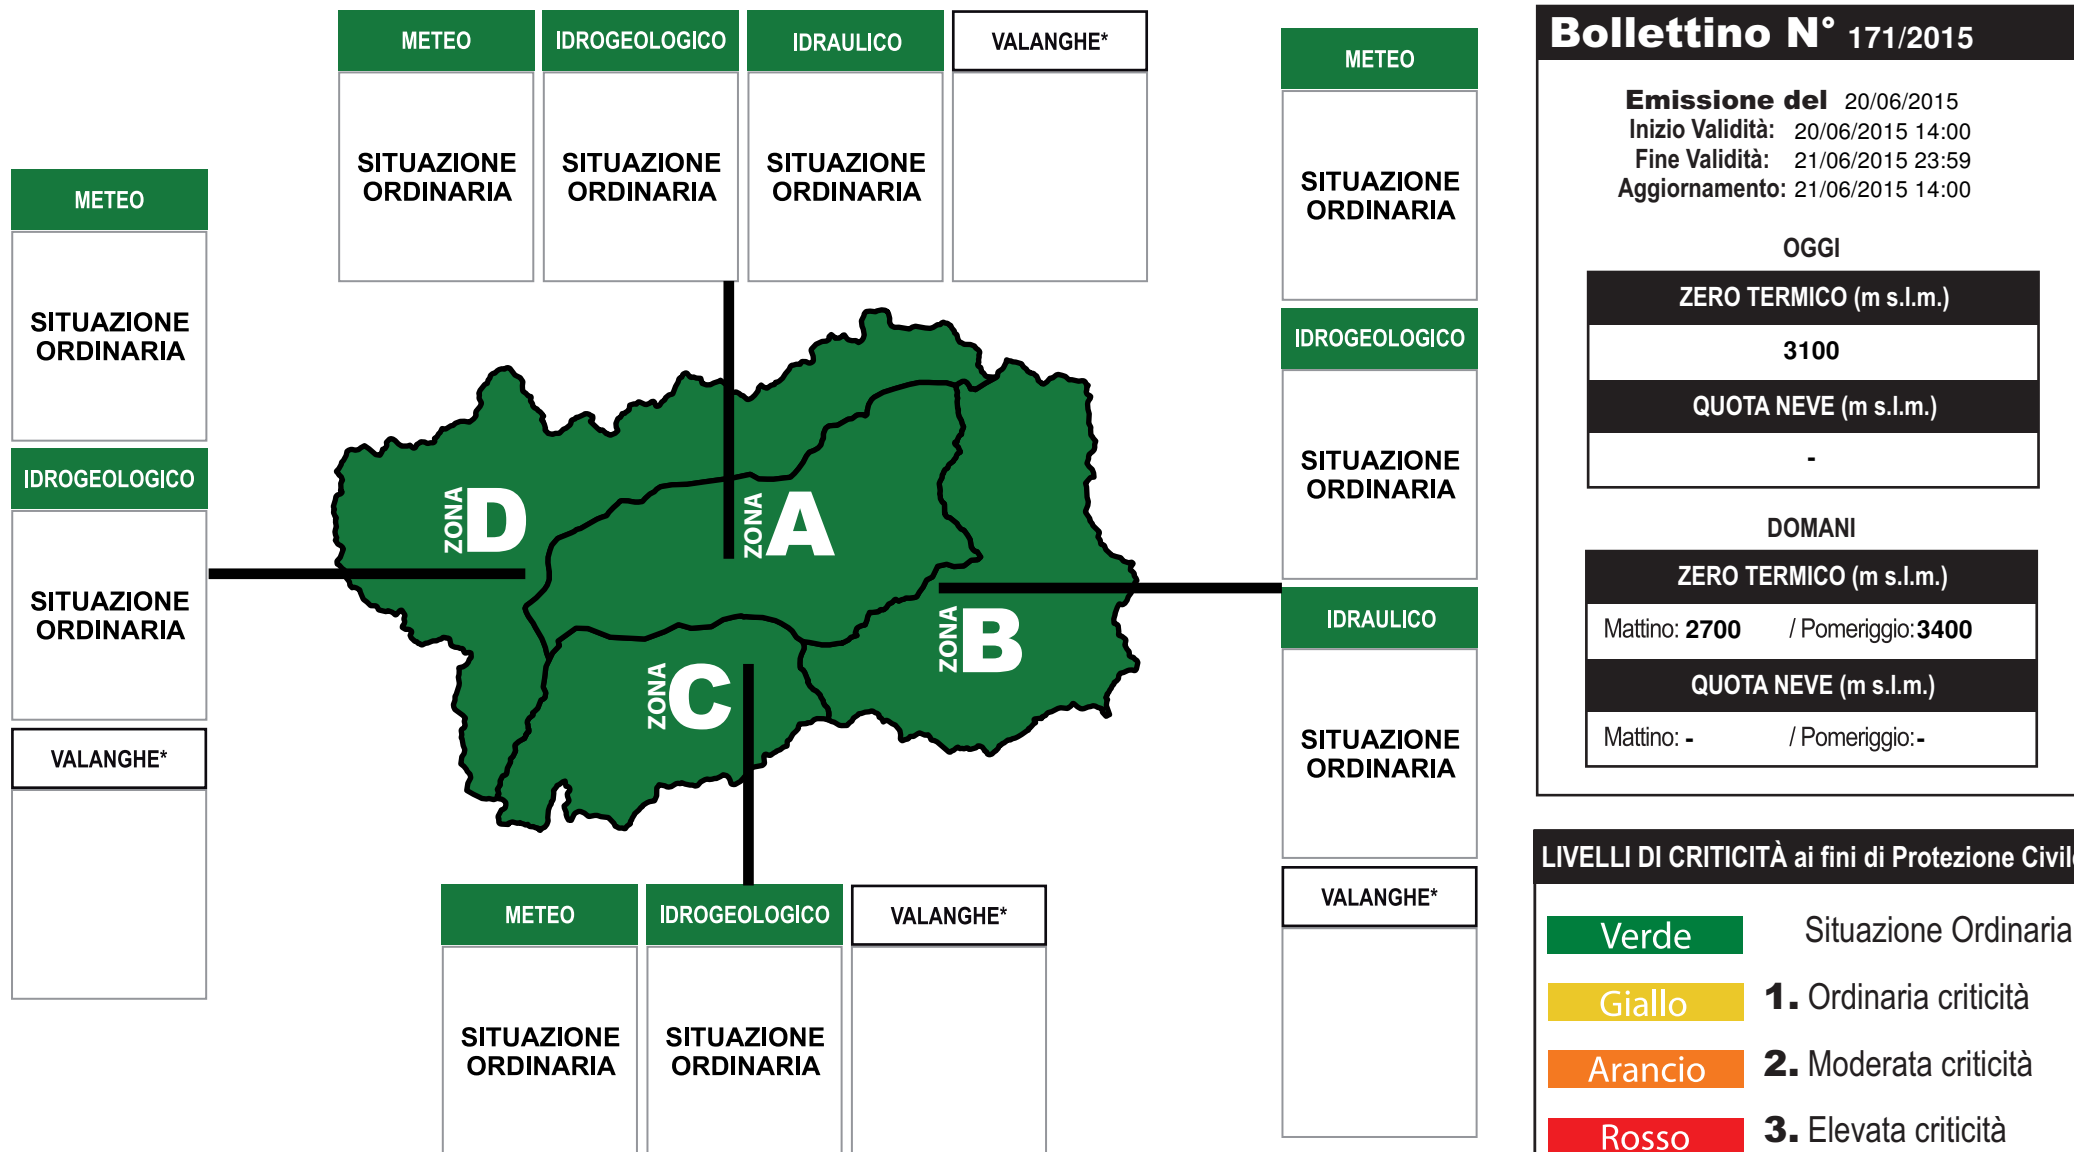 METEO
IDROGEOLOGICO
IDRAULICO
VALANGHE*
SITUAZIONE
ORDINARIA
SITUAZIONE
ORDINARIA
SITUAZIONE
ORDINARIA
METEO
SITUAZIONE
ORDINARIA
IDROGEOLOGICO
SITUAZIONE
ORDINARIA
VALANGHE*
ZONA D
ZONA A
ZONA B
ZONA C
METEO
SITUAZIONE
ORDINARIA
IDROGEOLOGICO
SITUAZIONE
ORDINARIA
IDRAULICO
SITUAZIONE
ORDINARIA
VALANGHE*
METEO
IDROGEOLOGICO
VALANGHE*
SITUAZIONE
ORDINARIA
SITUAZIONE
ORDINARIA
Bollettino N° 171/2015
Emissione del 20/06/2015
Inizio Validità: 20/06/2015 14:00
Fine Validità: 21/06/2015 23:59
Aggiornamento: 21/06/2015 14:00
OGGI
ZERO TERMICO (m s.l.m.)
3100
QUOTA NEVE (m s.l.m.)
-
DOMANI
ZERO TERMICO (m s.l.m.)
Mattino: 2700 / Pomeriggio: 3400
QUOTA NEVE (m s.l.m.)
Mattino: - / Pomeriggio: -
LIVELLI DI CRITICITÀ ai fini di Protezione Civile
Verde Situazione Ordinaria
Giallo 1. Ordinaria criticità
Arancio 2. Moderata criticità
Rosso 3. Elevata criticità